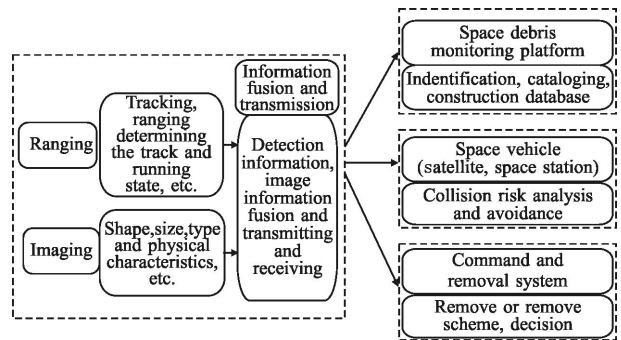 Ranging
Tracking,
ranging
determining
the track and
running
state, etc.
Imaging
Shape,size,type
and physical
characteristics,
etc.
Information
fusion and
transmission
Detection
information,
image
information
fusion and
transmitting
and
receiving
Space debris
monitoring platform
Indentification, cataloging,
construction database
Space vehicle
(satellite, space station)
Collision risk analysis
and avoidance
Command and
removal system
Remove or remove
scheme, decision